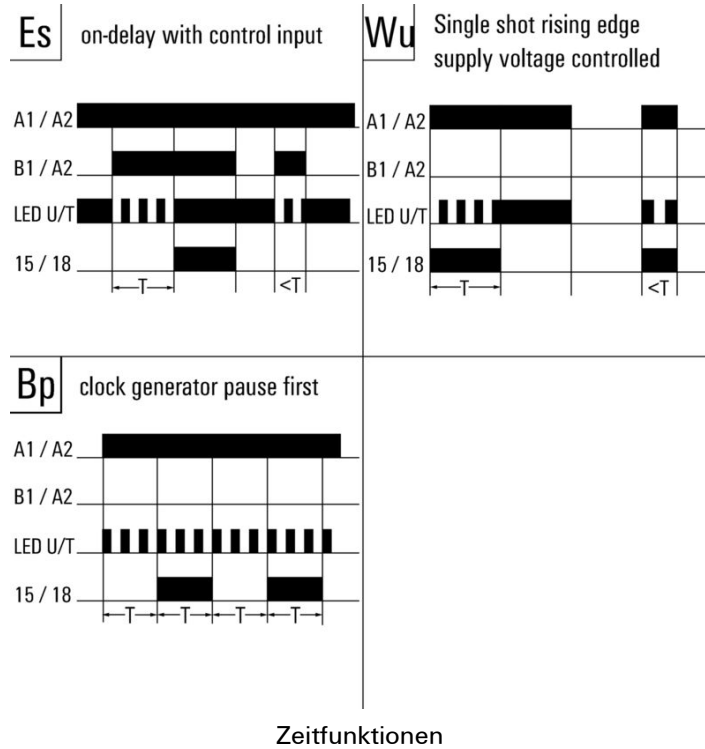 Es on-delay with control input
A1 / A2
B1 / A2
LED U/T
15 / 18
T <T
Wu Single shot rising edge
supply voltage controlled
A1 / A2
B1 / A2
LED U/T
15 / 18
T <T
Bp clock generator pause first
A1 / A2
B1 / A2
LED U/T
15 / 18
T T T T
Zeitfunktionen